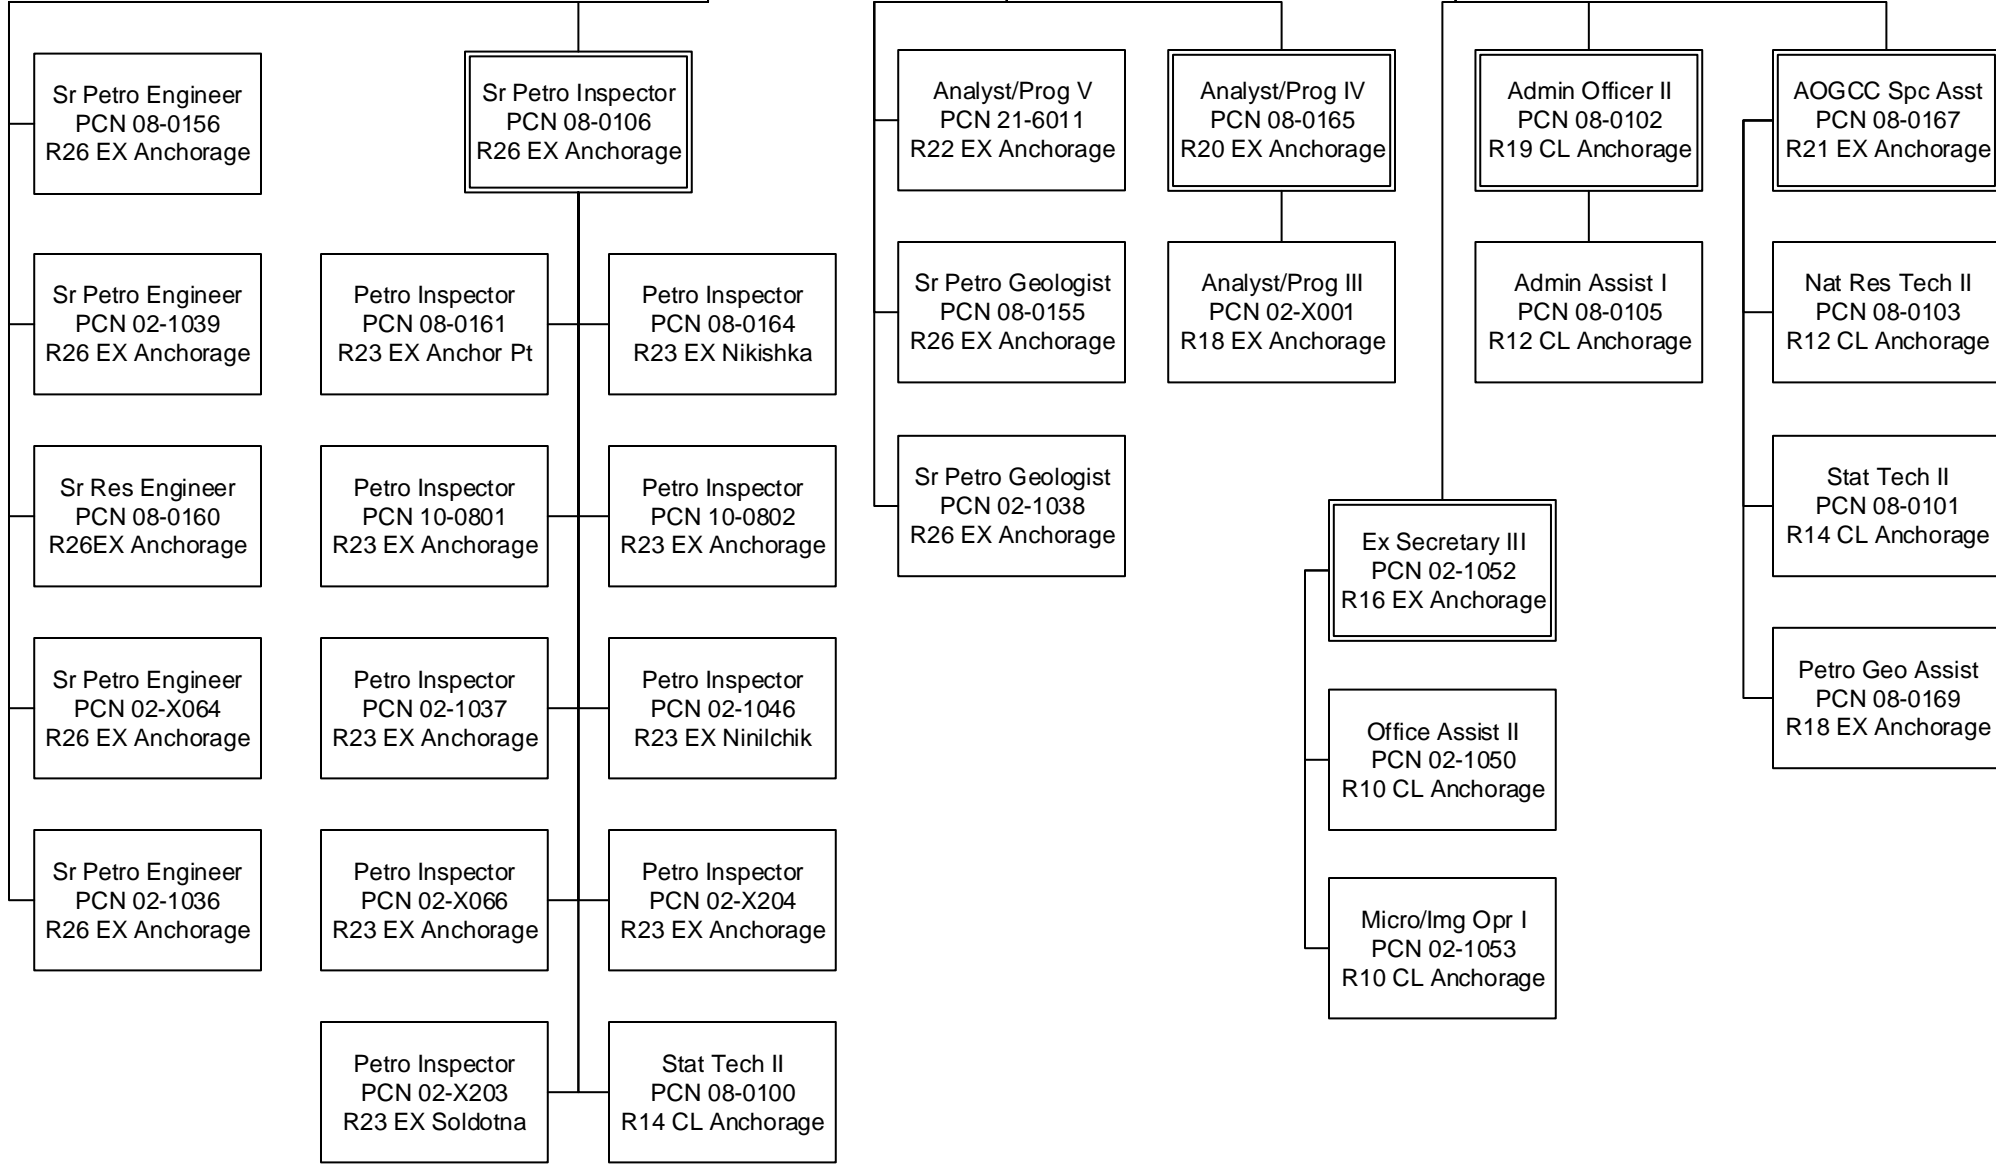 Sr Petro Engineer
PCN 08-0156
R26 EX Anchorage
Sr Petro Engineer
PCN 02-1039
R26 EX Anchorage
Sr Res Engineer
PCN 08-0160
R26EX Anchorage
Sr Petro Engineer
PCN 02-X064
R26 EX Anchorage
Sr Petro Engineer
PCN 02-1036
R26 EX Anchorage
Sr Petro Inspector
PCN 08-0106
R26 EX Anchorage
Petro Inspector
PCN 08-0161
R23 EX Anchor Pt
Petro Inspector
PCN 08-0164
R23 EX Nikishka
Petro Inspector
PCN 10-0801
R23 EX Anchorage
Petro Inspector
PCN 10-0802
R23 EX Anchorage
Petro Inspector
PCN 02-1037
R23 EX Anchorage
Petro Inspector
PCN 02-1046
R23 EX Ninilchik
Petro Inspector
PCN 02-X066
R23 EX Anchorage
Petro Inspector
PCN 02-X204
R23 EX Anchorage
Petro Inspector
PCN 02-X203
R23 EX Soldotna
Stat Tech II
PCN 08-0100
R14 CL Anchorage
Analyst/Prog V
PCN 21-6011
R22 EX Anchorage
Sr Petro Geologist
PCN 08-0155
R26 EX Anchorage
Sr Petro Geologist
PCN 02-1038
R26 EX Anchorage
Analyst/Prog IV
PCN 08-0165
R20 EX Anchorage
Analyst/Prog III
PCN 02-X001
R18 EX Anchorage
Admin Officer II
PCN 08-0102
R19 CL Anchorage
Admin Assist I
PCN 08-0105
R12 CL Anchorage
Ex Secretary III
PCN 02-1052
R16 EX Anchorage
Office Assist II
PCN 02-1050
R10 CL Anchorage
Micro/Img Opr I
PCN 02-1053
R10 CL Anchorage
AOGCC Spc Asst
PCN 08-0167
R21 EX Anchorage
Nat Res Tech II
PCN 08-0103
R12 CL Anchorage
Stat Tech II
PCN 08-0101
R14 CL Anchorage
Petro Geo Assist
PCN 08-0169
R18 EX Anchorage